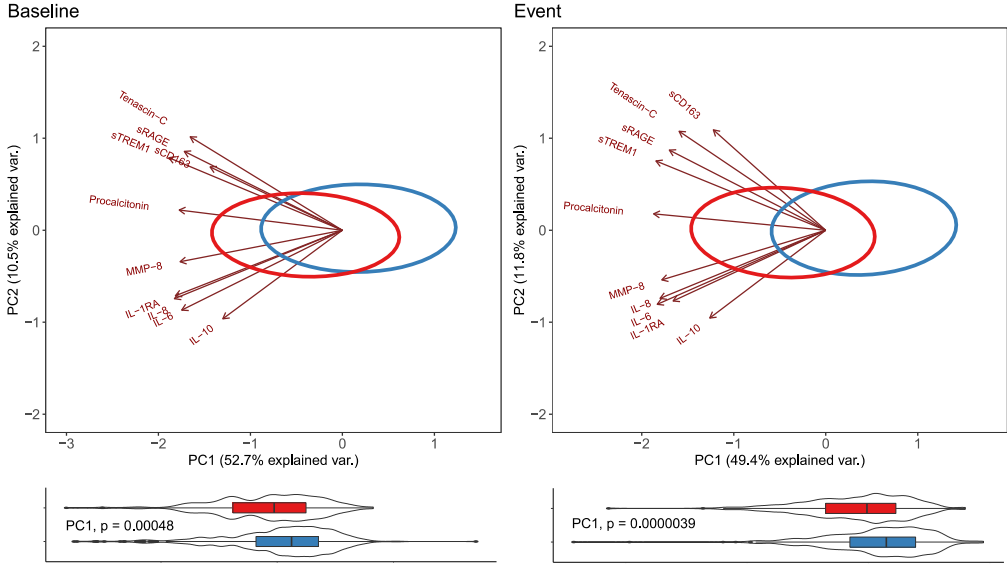 Baseline
Event
2
1
0
−1
−2
PC2 (10.5% explained var.)
Tenascin−C
sRAGE
sTREM1
sCD163
Procalcitonin
MMP−8
IL−1RA
IL−8
IL−6
IL−10
−3
−2
−1
0
1
PC1 (52.7% explained var.)
2
1
0
−1
−2
PC2 (11.8% explained var.)
Tenascin−C
sCD163
sRAGE
sTREM1
Procalcitonin
MMP−8
IL−8
IL−6
IL−1RA
IL−10
−2
−1
0
1
PC1 (49.4% explained var.)
PC1, p = 0.00048
PC1, p = 0.0000039